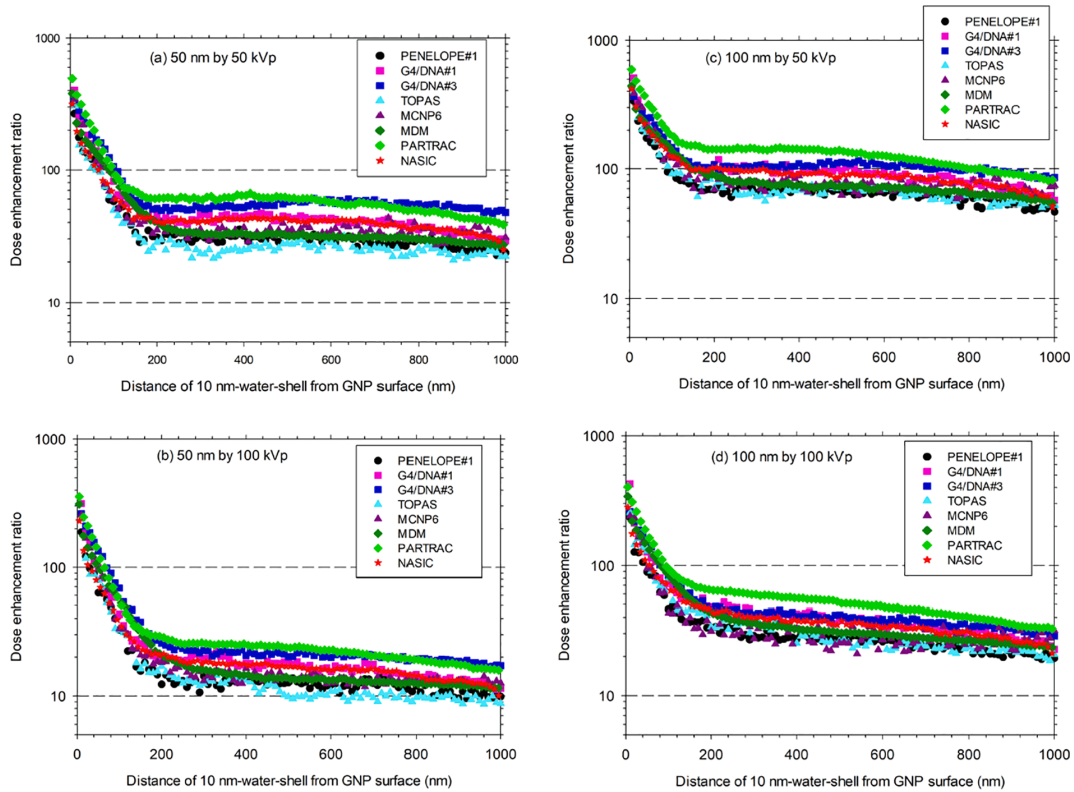 (a) 50 nm by 50 kVp
PENELOPE#1
G4/DNA#1
G4/DNA#3
TOPAS
MCNP6
MDM
PARTRAC
NASIC
Dose enhancement ratio
1000
100
10
0 200 400 600 800 1000
Distance of 10 nm-water-shell from GNP surface (nm)
(c) 100 nm by 50 kVp
PENELOPE#1
G4/DNA#1
G4/DNA#3
TOPAS
MCNP6
MDM
PARTRAC
NASIC
Dose enhancement ratio
1000
100
10
0 200 400 600 800 1000
Distance of 10 nm-water-shell from GNP surface (nm)
(b) 50 nm by 100 kVp
PENELOPE#1
G4/DNA#1
G4/DNA#3
TOPAS
MCNP6
MDM
PARTRAC
NASIC
Dose enhancement ratio
1000
100
10
0 200 400 600 800 1000
Distance of 10 nm-water-shell from GNP surface (nm)
(d) 100 nm by 100 kVp
PENELOPE#1
G4/DNA#1
G4/DNA#3
TOPAS
MCNP6
MDM
PARTRAC
NASIC
Dose enhancement ratio
1000
100
10
0 200 400 600 800 1000
Distance of 10 nm-water-shell from GNP surface (nm)